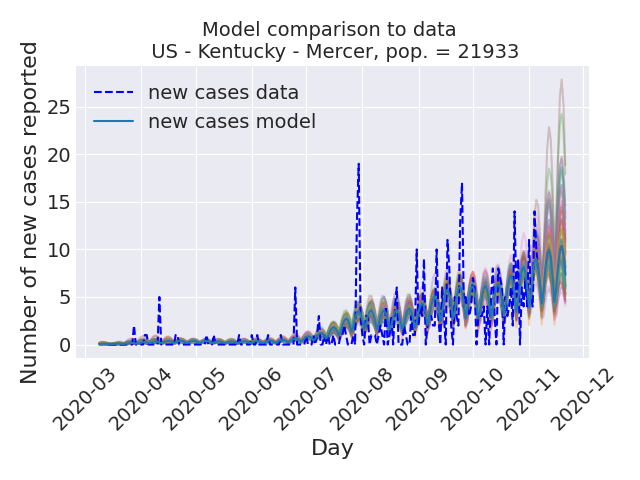 Model comparison to data
US - Kentucky - Mercer, pop. = 21933
Number of new cases reported
25
20
15
10
5
0
new cases data
new cases model
2020-03
2020-04
2020-05
2020-06
2020-07
2020-08
2020-09
2020-10
2020-11
2020-12
Day